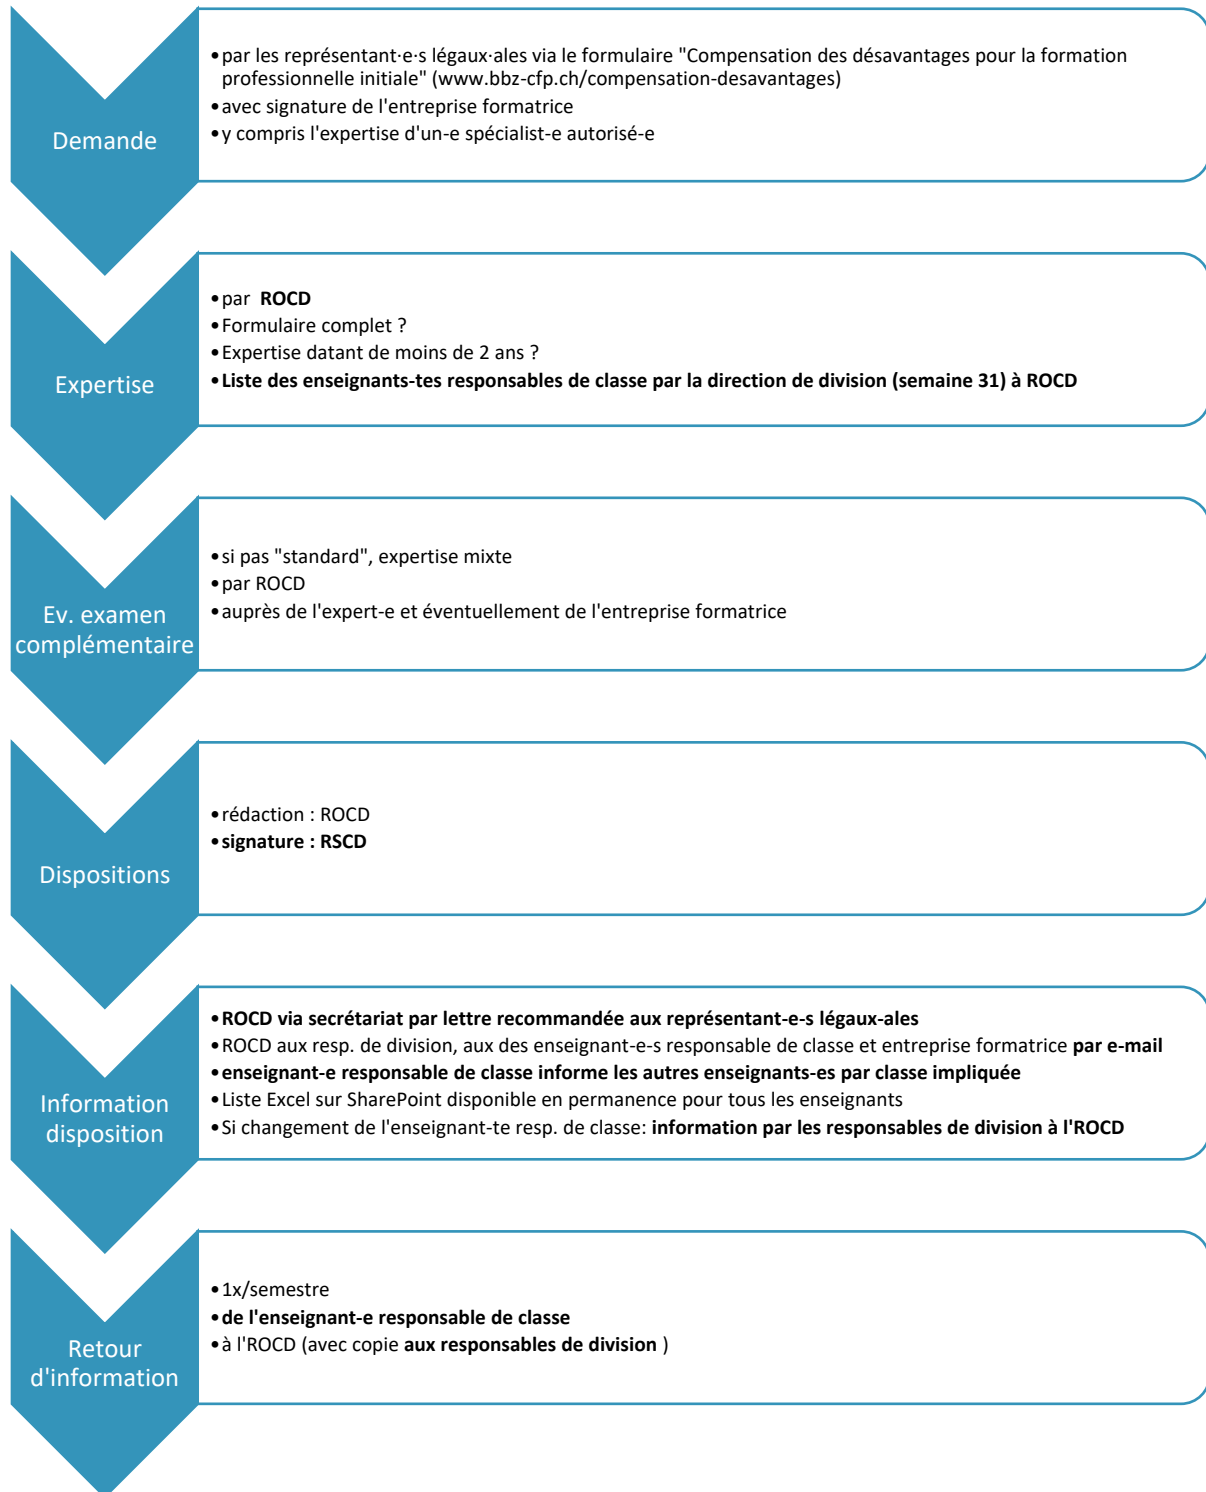 Demande
•par les représentant·e·s légaux·ales via le formulaire "Compensation des désavantages pour la formation
professionnelle initiale" (www.bbz-cfp.ch/compensation-desavantages)
•avec signature de l'entreprise formatrice
•y compris l'expertise d'un-e spécialist-e autorisé-e
Expertise
•par ROCD
•Formulaire complet ?
•Expertise datant de moins de 2 ans ?
•Liste des enseignants-tes responsables de classe par la direction de division (semaine 31) à ROCD
Ev. examen
complémentaire
•si pas "standard", expertise mixte
•par ROCD
•auprès de l'expert-e et éventuellement de l'entreprise formatrice
Dispositions
•rédaction : ROCD
•signature : RSCD
Information
disposition
•ROCD via secrétariat par lettre recommandée aux représentant-e-s légaux-ales
•ROCD aux resp. de division, aux des enseignant-e-s responsable de classe et entreprise formatrice par e-mail
•enseignant-e responsable de classe informe les autres enseignants-es par classe impliquée
•Liste Excel sur SharePoint disponible en permanence pour tous les enseignants
•Si changement de l'enseignant-te resp. de classe: information par les responsables de division à l'ROCD
Retour
d'information
•1x/semestre
•de l'enseignant-e responsable de classe
•à l'ROCD (avec copie aux responsables de division )